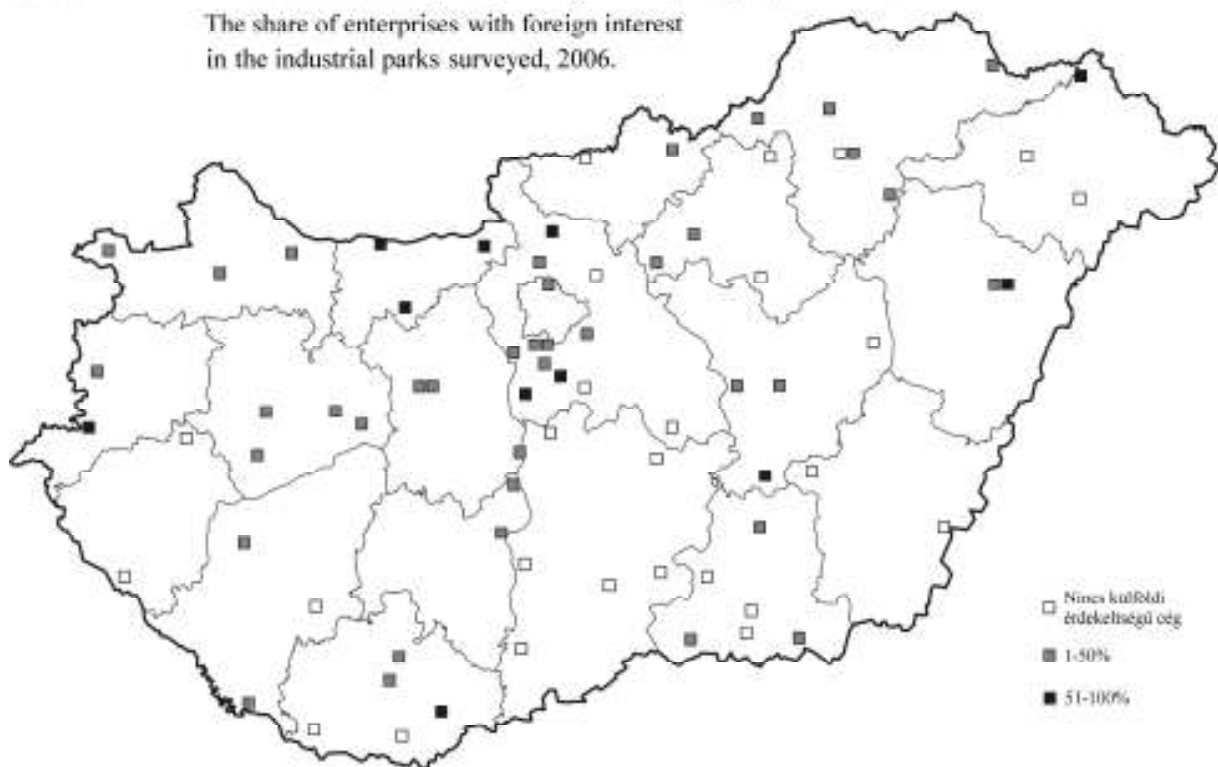 The share of enterprises with foreign interest
in the industrial parks surveyed, 2006.
Nincs külföldi
érdekeltségű cég
1-50%
51-100%